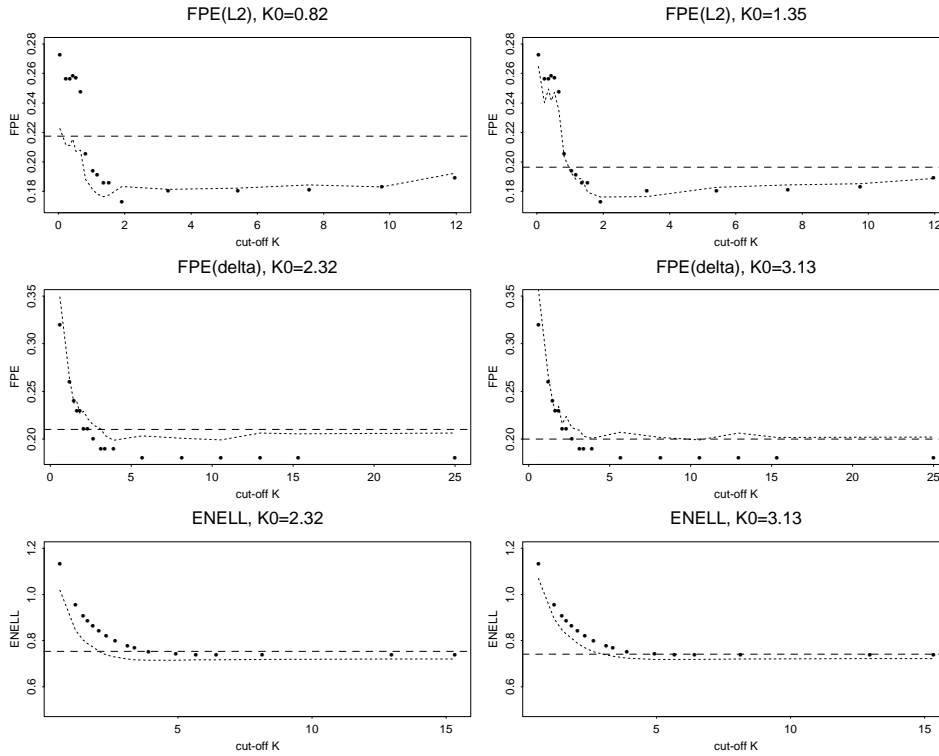 FPE(L2), K0=0.82
FPE
0.18 0.20 0.22 0.24 0.26 0.28
0 2 4 6 8 10 12
cut-off K
FPE(L2), K0=1.35
FPE
0.18 0.20 0.22 0.24 0.26 0.28
0 2 4 6 8 10 12
cut-off K
FPE(delta), K0=2.32
FPE
0.20 0.25 0.30 0.35
0 5 10 15 20 25
cut-off K
FPE(delta), K0=3.13
FPE
0.20 0.25 0.30 0.35
0 5 10 15 20 25
cut-off K
ENELL, K0=2.32
ENELL
0.6 0.8 1.0 1.2
5 10 15
cut-off K
ENELL, K0=3.13
ENELL
0.6 0.8 1.0 1.2
5 10 15
cut-off K